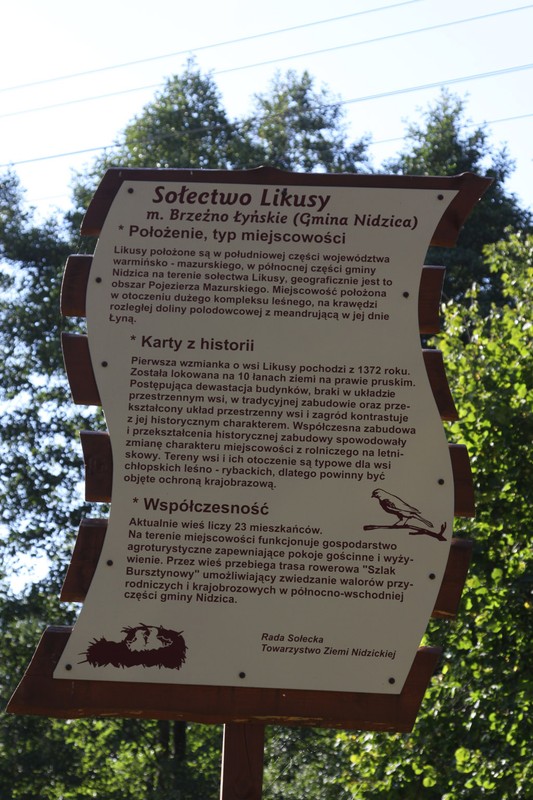 Sołectwo Likusy
m. Brzeźno Łyńskie (Gmina Nidzica)
* Położenie, typ miejscowości
Likusy położone są w południowej części województwa
warmińsko - mazurskiego, w północnej części gminy
Nidzica na terenie sołectwa Likusy, geograficznie jest to
obszar Pojezierza Mazurskiego. Miejscowość położona
w otoczeniu dużego kompleksu leśnego, na krawędzi
rozległej doliny polodowcowej z meandrującą w jej dnie
Łyną.
* Karty z historii
Pierwsza wzmianka o wsi Likusy pochodzi z 1372 roku.
Została lokowana na 10 łanach ziemi na prawie pruskim.
Postępująca dewastacja budynków, braki w układzie
przestrzennym wsi, w tradycyjnej zabudowie oraz prze-
kształcony układ przestrzenny wsi i zagród kontrastuje
z jej historycznym charakterem. Współczesna zabudowa
i przekształcenia historycznej zabudowy spowodowały
zmianę charakteru miejscowości z rolniczego na letni-
skowy. Tereny wsi i ich otoczenie są typowe dla wsi
chłopskich leśno - rybackich, dlatego powinny być
objęte ochroną krajobrazową.
* Współczesność
Aktualnie wieś liczy 23 mieszkańców.
Na terenie miejscowości funkcjonuje gospodarstwo
agroturystyczne zapewniające pokoje gościnne i wyży-
wienie. Przez wieś przebiega trasa rowerowa "Szlak
Bursztynowy" umożliwiający zwiedzanie walorów przy-
rodniczych i krajobrozowych w północno-wschodniej
części gminy Nidzica.
Rada Sołecka
Towarzystwo Ziemi Nidzickiej